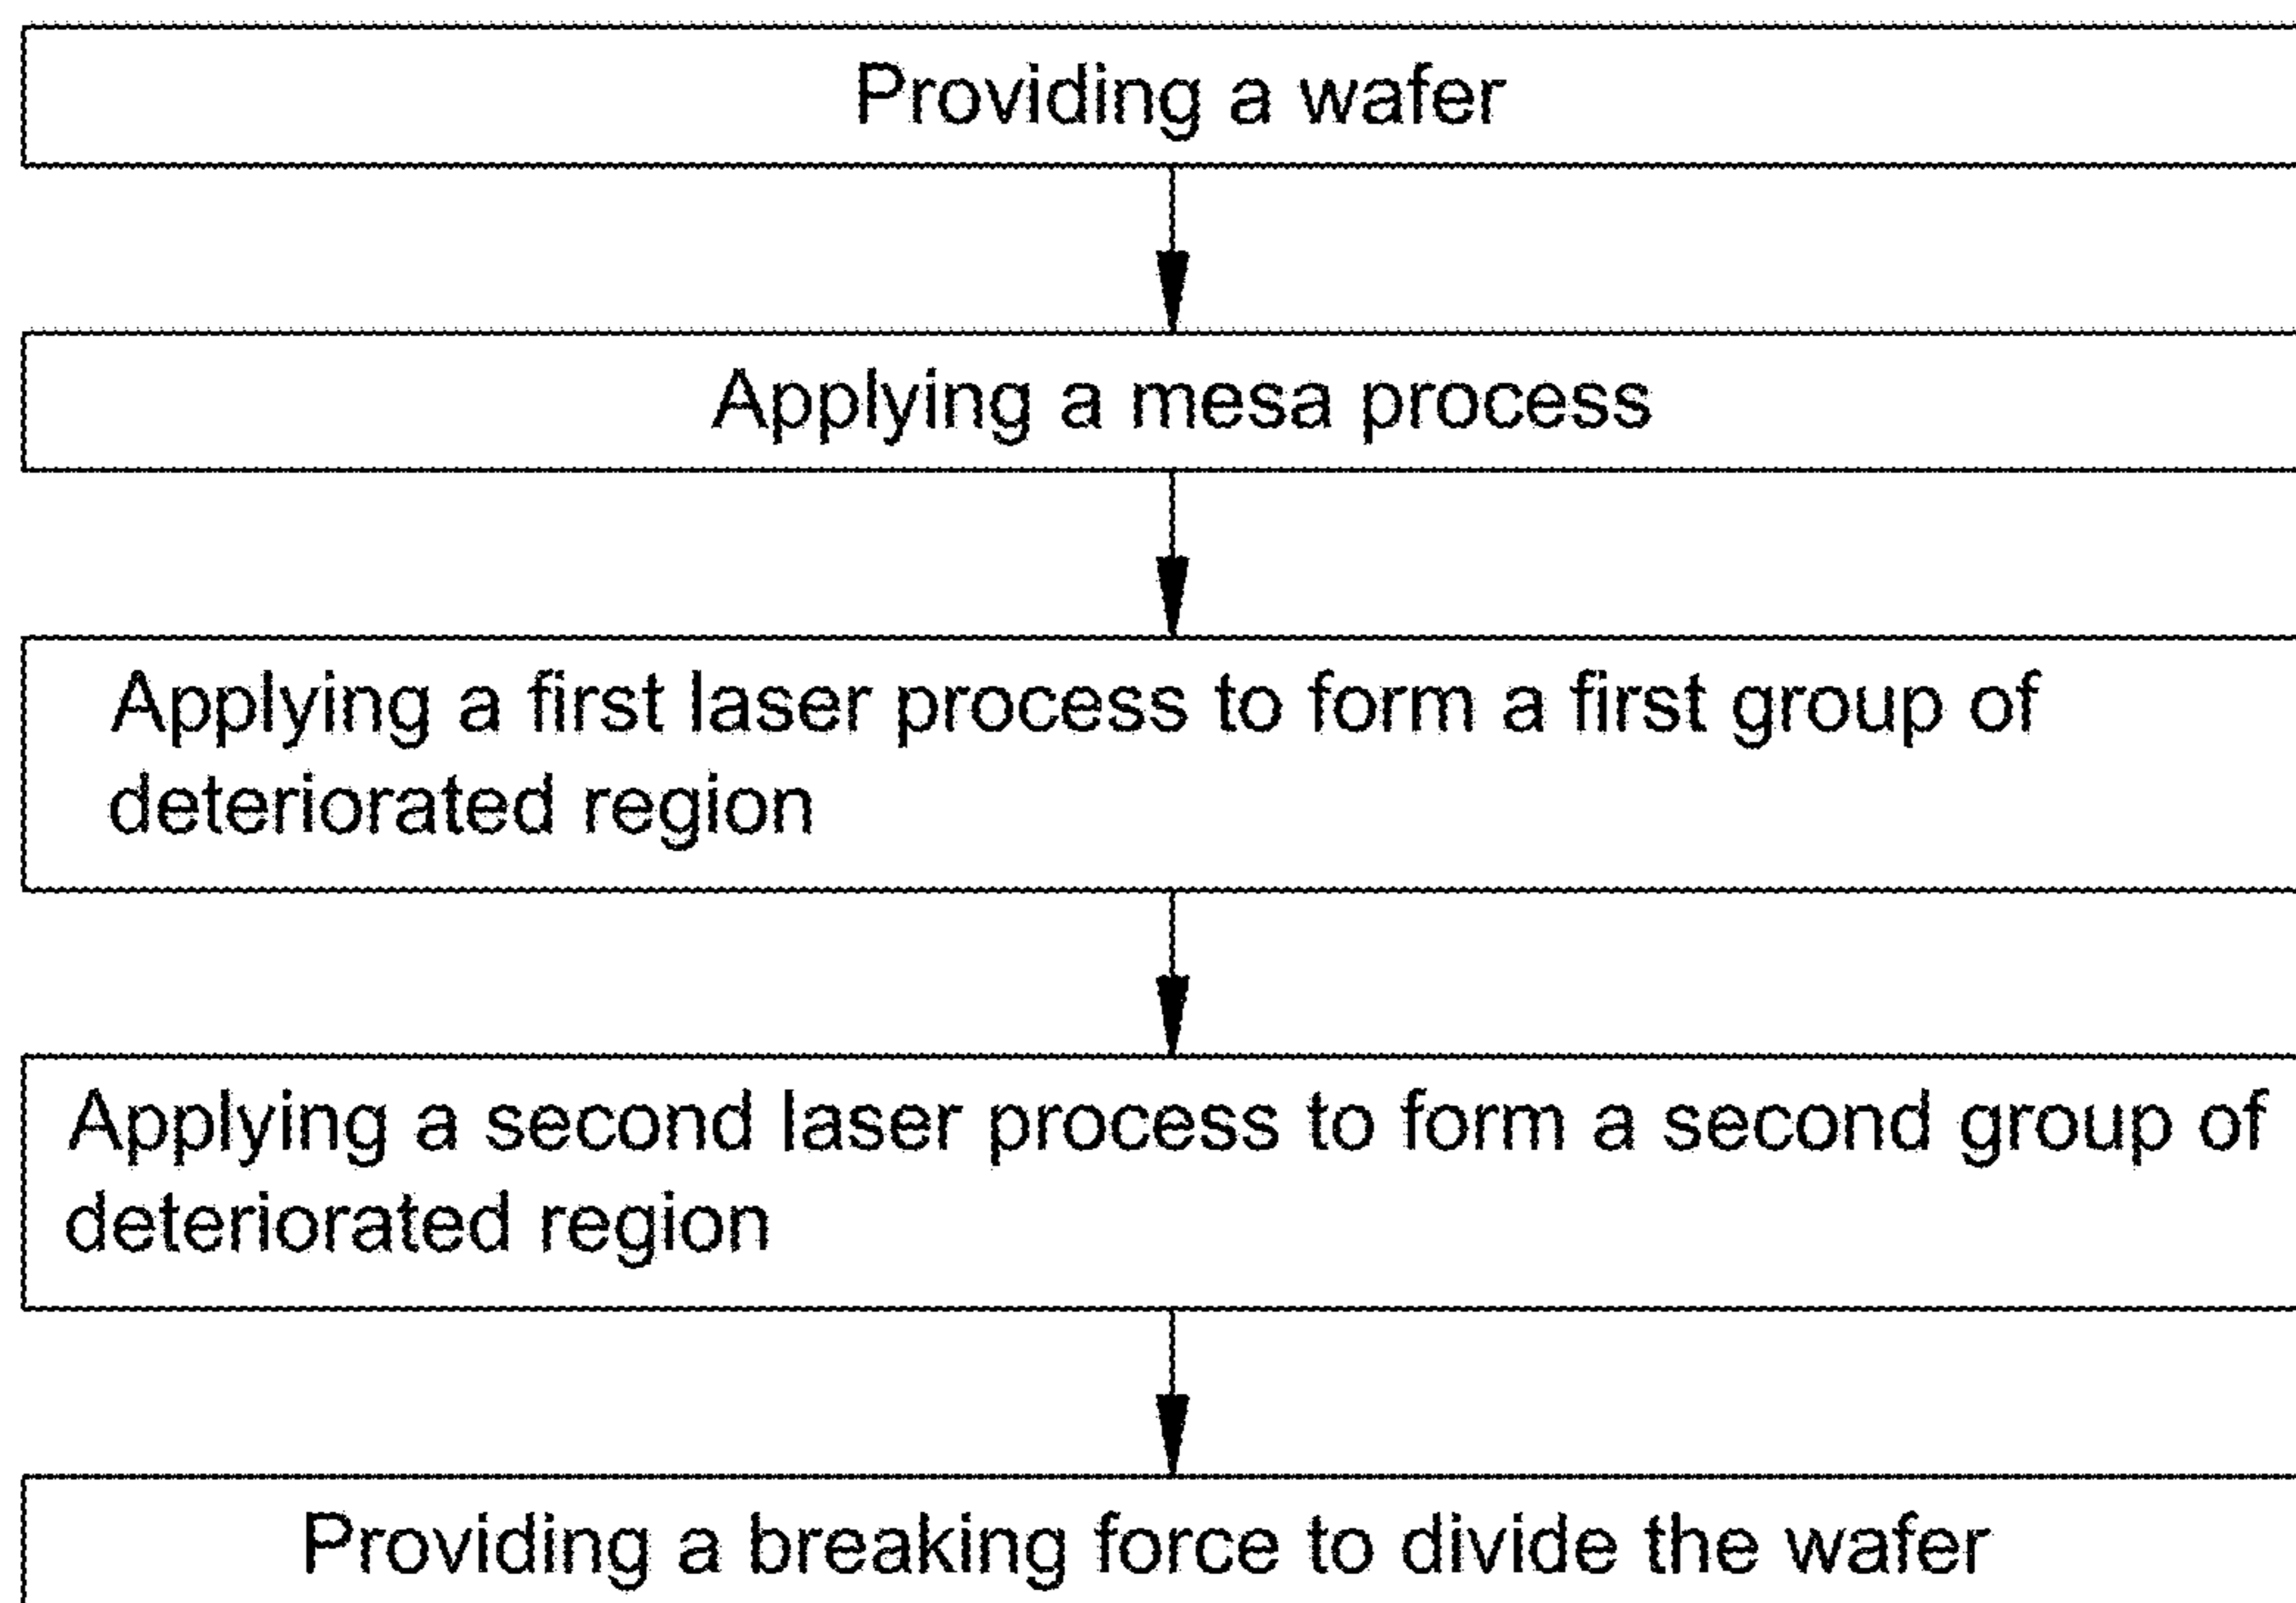 Providing a wafer
Applying a mesa process
Applying a first laser process to form a first group of
deteriorated region
Applying a second laser process to form a second group of
deteriorated region
Providing a breaking force to divide the wafer